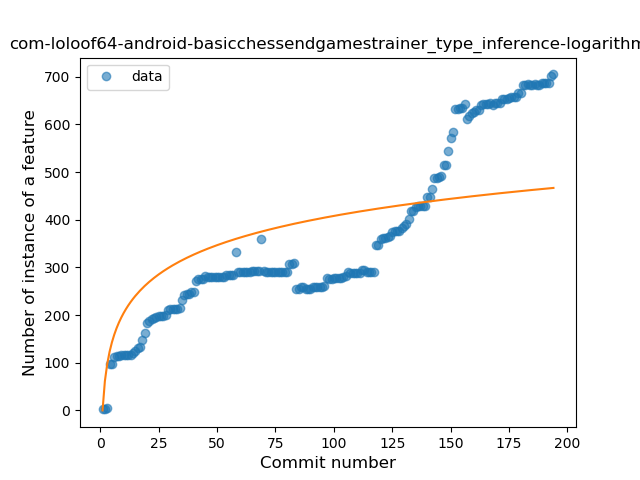 com-loloof64-android-basicchessendgamestrainer_type_inference-logarithm
data
Number of instance of a feature
700
600
500
400
300
200
100
0
0 25 50 75 100 125 150 175 200
Commit number